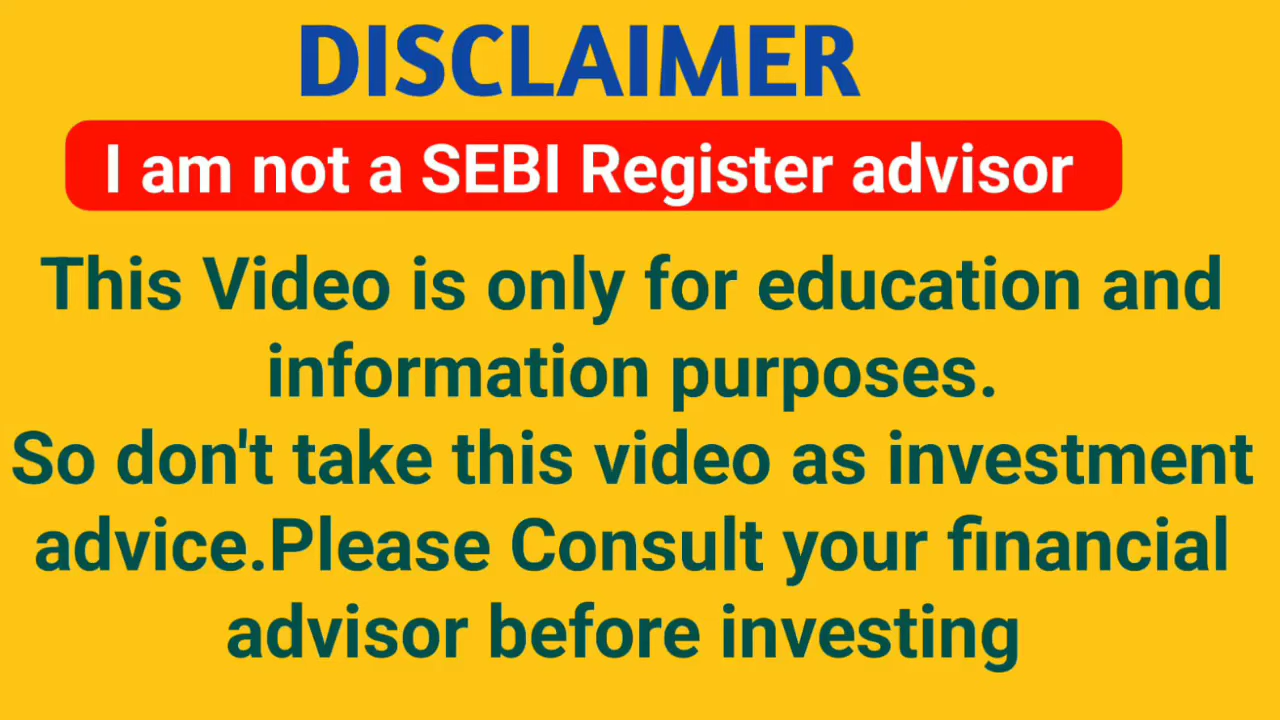 DISCLAIMER
I am not a SEBI Register advisor
This Video is only for education and
information purposes.
So don't take this video as investment
advice.Please Consult your financial
advisor before investing